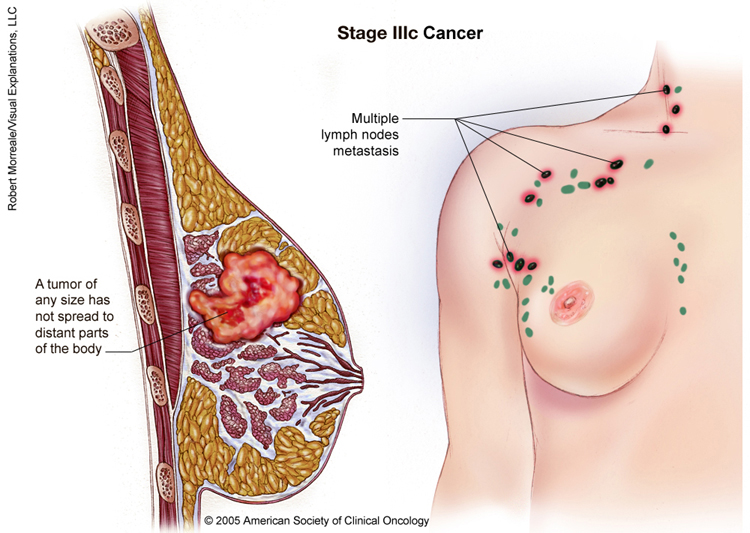 Stage IIIc Cancer
Robert Morreale/Visual Explanations, LLC
Multiple
lymph nodes
metastasis
A tumor of
any size has
not spread to
distant parts
of the body
© 2005 American Society of Clinical Oncology